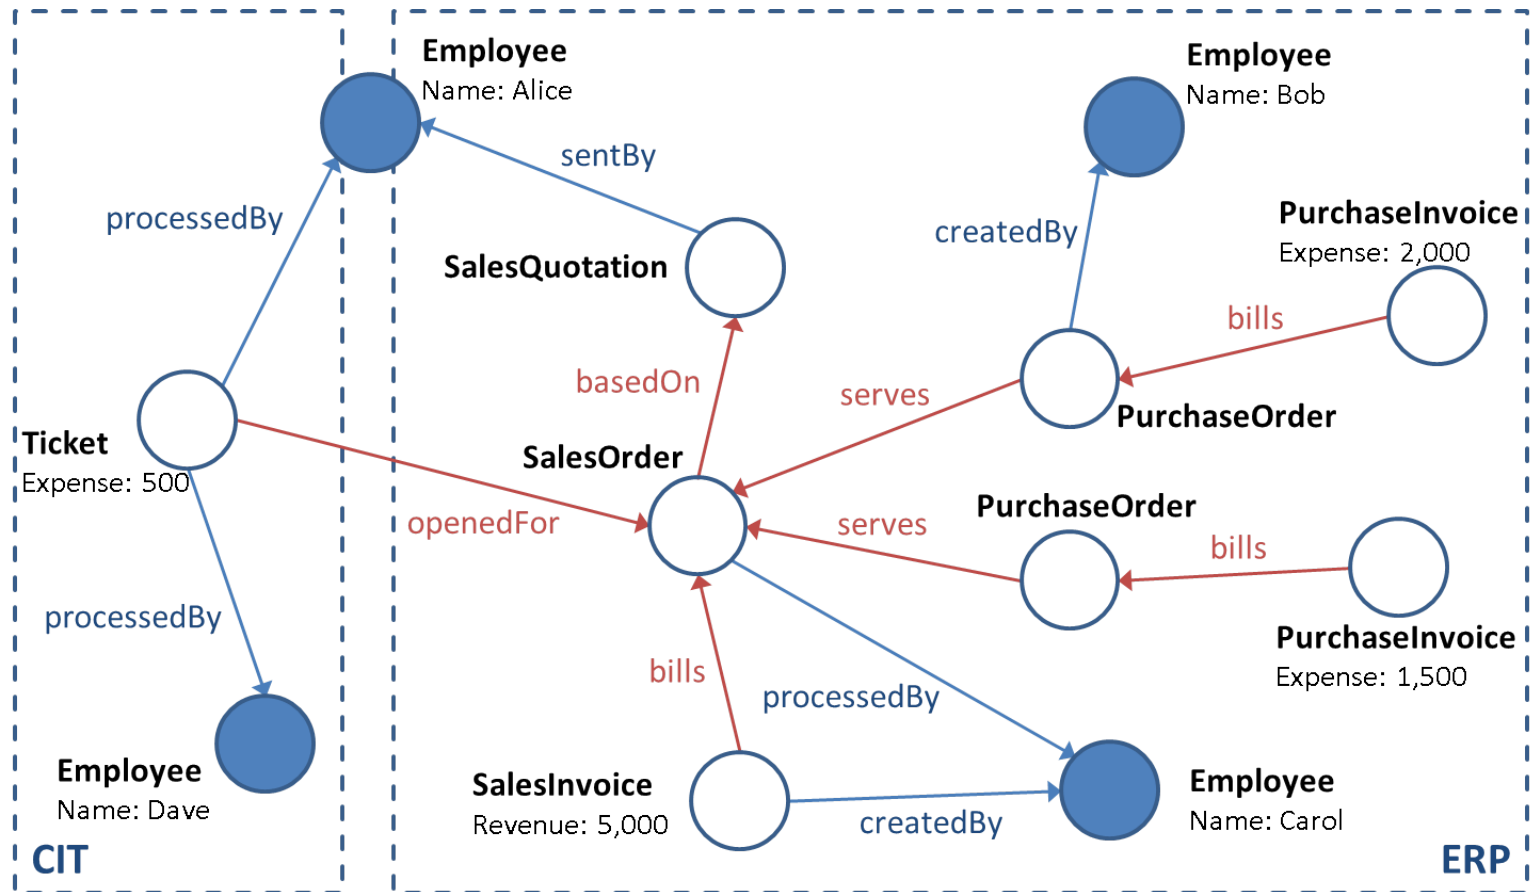 Employee
Name: Alice
Employee
Name: Bob
sentBy
processedBy
createdBy
PurchaseInvoice
Expense: 2,000
SalesQuotation
bills
basedOn
serves
PurchaseOrder
Ticket
Expense: 500
SalesOrder
openedFor
PurchaseOrder
serves
bills
processedBy
PurchaseInvoice
Expense: 1,500
bills
processedBy
Employee
Name: Dave
SalesInvoice
Revenue: 5,000
createdBy
Employee
Name: Carol
CIT
ERP